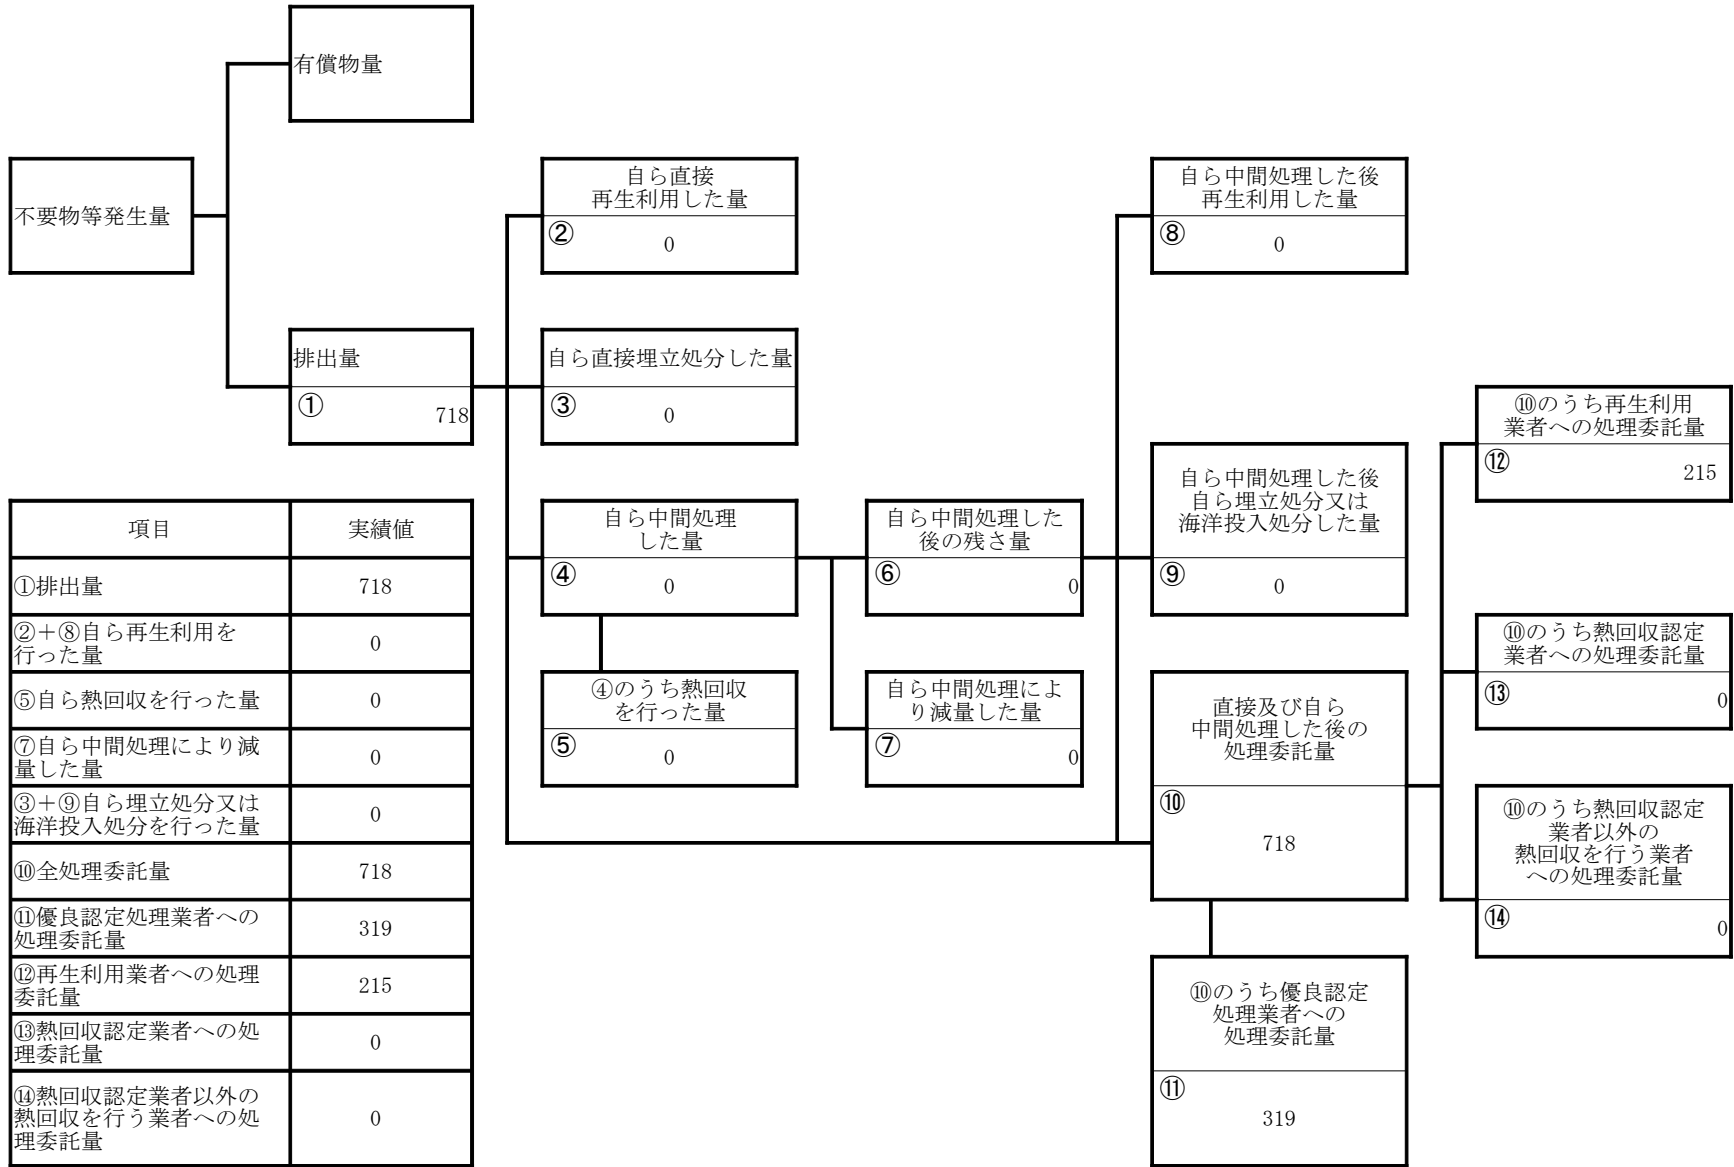 有償物量
不要物等発生量
自ら直接
再生利用した量
②
0
自ら中間処理した後
再生利用した量
⑧
0
排出量
①
718
自ら直接埋立処分した量
③
0
⑩のうち再生利用
業者への処理委託量
⑫
215
自ら中間処理した後
自ら埋立処分又は
海洋投入処分した量
⑨
0
自ら中間処理
した量
④
0
自ら中間処理した
後の残さ量
⑥
0
⑩のうち熱回収認定
業者への処理委託量
⑬
0
④のうち熱回収
を行った量
⑤
0
自ら中間処理によ
り減量した量
⑦
0
直接及び自ら
中間処理した後の
処理委託量
⑩
718
⑩のうち熱回収認定
業者以外の
熱回収を行う業者
への処理委託量
⑭
0
⑩のうち優良認定
処理業者への
処理委託量
⑪
319
項目 実績値
①排出量 718
②＋⑧自ら再生利用を
行った量 0
⑤自ら熱回収を行った量 0
⑦自ら中間処理により減
量した量 0
③＋⑨自ら埋立処分又は
海洋投入処分を行った量 0
⑩全処理委託量 718
⑪優良認定処理業者への
処理委託量 319
⑫再生利用業者への処理
委託量 215
⑬熱回収認定業者への処
理委託量 0
⑭熱回収認定業者以外の
熱回収を行う業者への処
理委託量 0